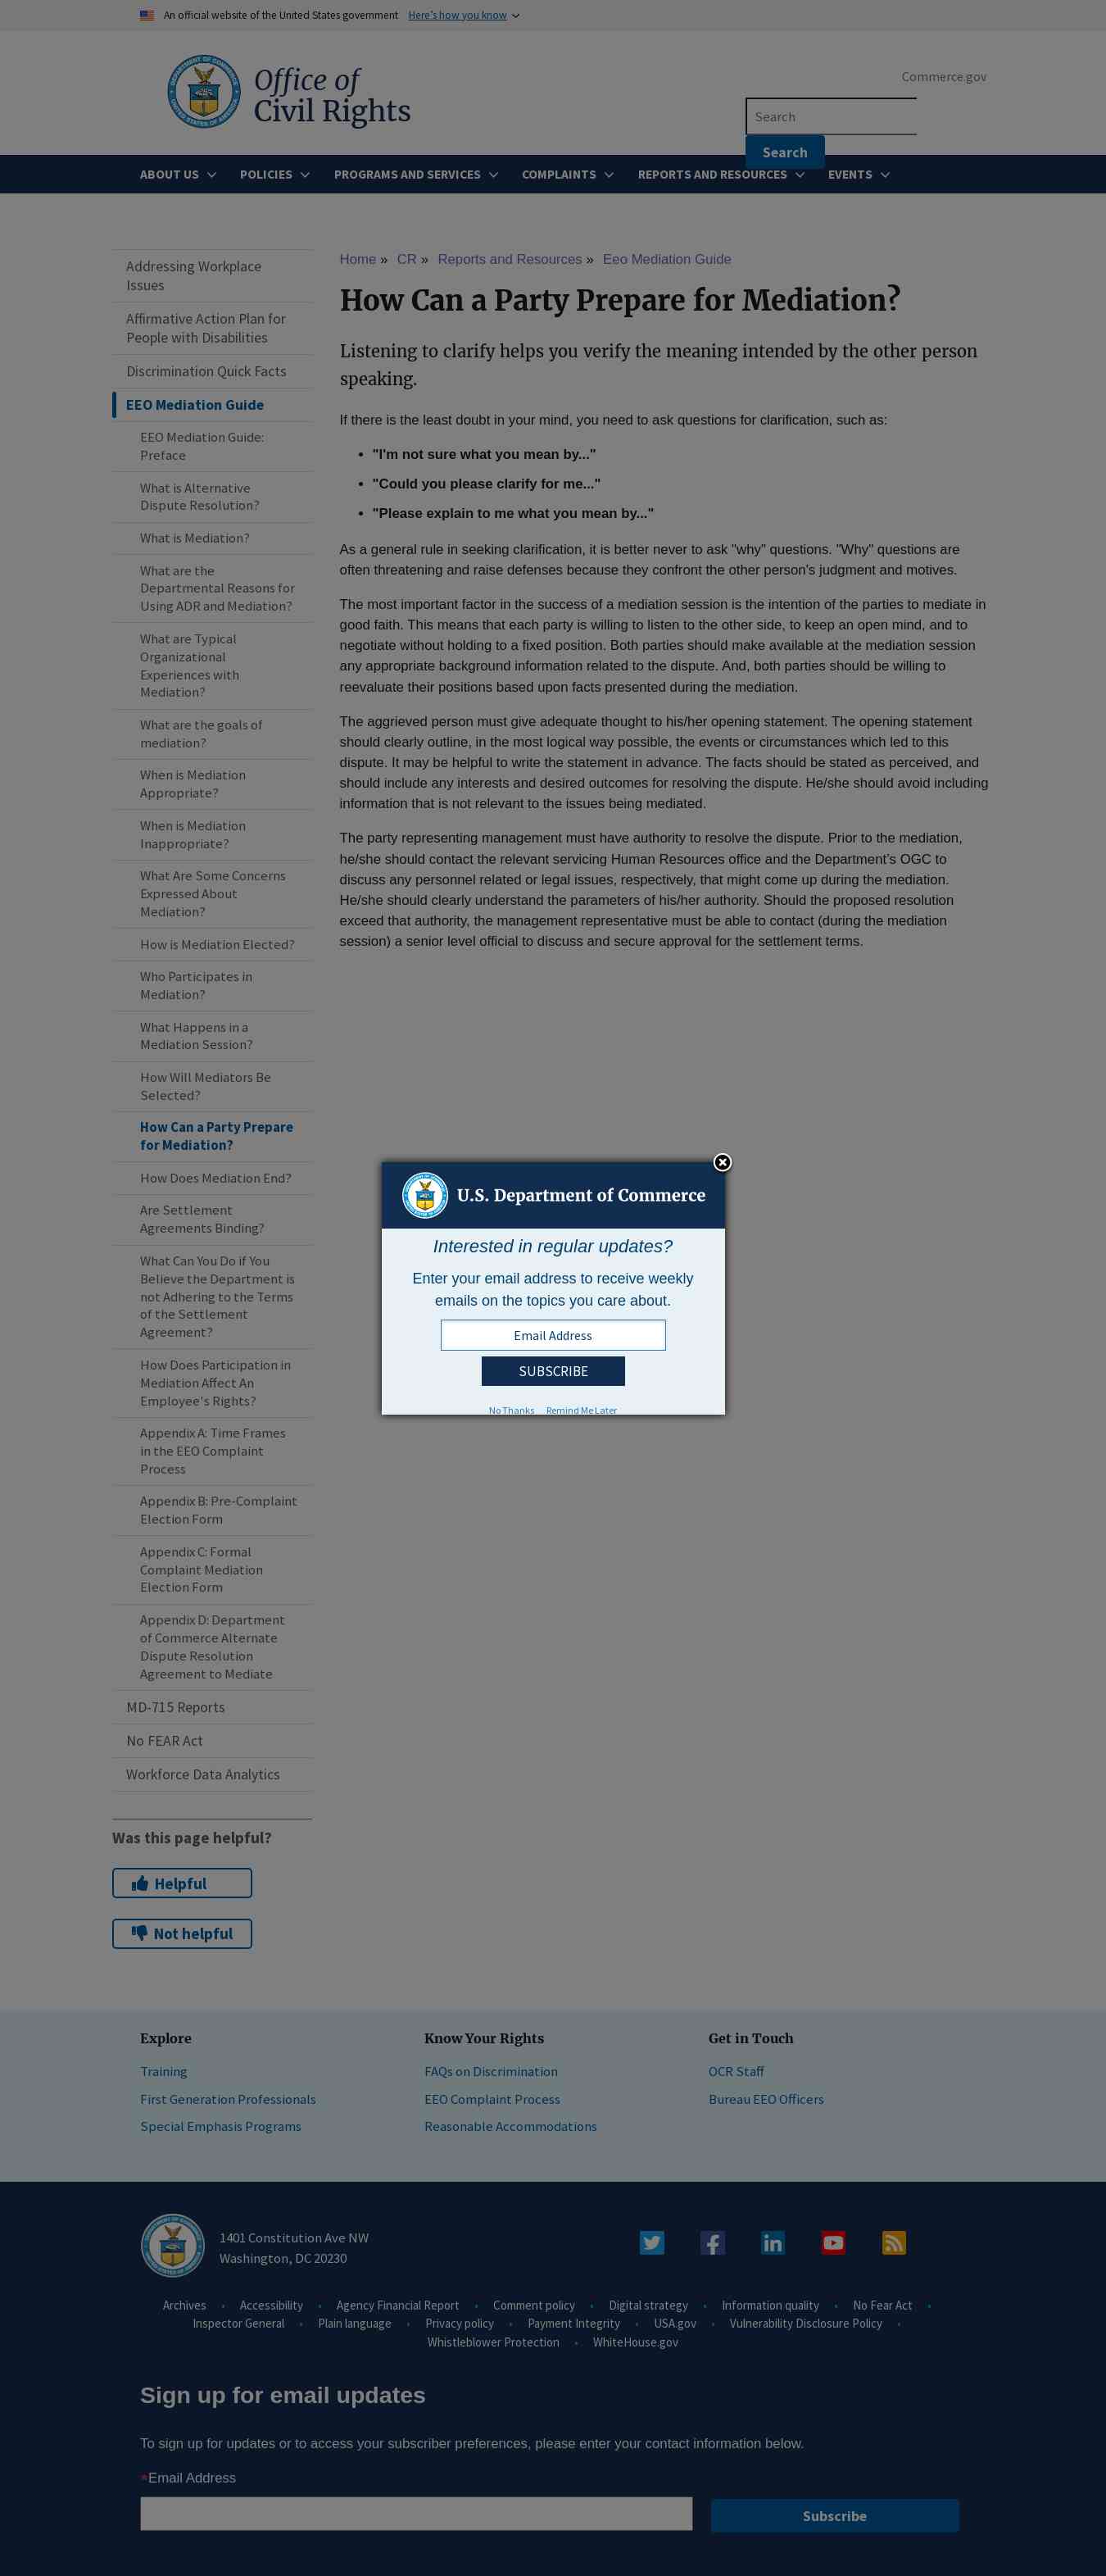 An official website of the United States government Here's how you know
Office of
Civil Rights
Commerce.gov
Search
Search
ABOUT US POLICIES PROGRAMS AND SERVICES COMPLAINTS REPORTS AND RESOURCES EVENTS
Addressing Workplace
Issues
Affirmative Action Plan for
People with Disabilities
Discrimination Quick Facts
EEO Mediation Guide
EEO Mediation Guide:
Preface
What is Alternative
Dispute Resolution?
What is Mediation?
What are the
Departmental Reasons for
Using ADR and Mediation?
What are Typical
Organizational
Experiences with
Mediation?
What are the goals of
mediation?
When is Mediation
Appropriate?
When is Mediation
Inappropriate?
What Are Some Concerns
Expressed About
Mediation?
How is Mediation Elected?
Who Participates in
Mediation?
What Happens in a
Mediation Session?
How Will Mediators Be
Selected?
How Can a Party Prepare
for Mediation?
How Does Mediation End?
Are Settlement
Agreements Binding?
What Can You Do if You
Believe the Department is
not Adhering to the Terms
of the Settlement
Agreement?
How Does Participation in
Mediation Affect An
Employee's Rights?
Appendix A: Time Frames
in the EEO Complaint
Process
Appendix B: Pre-Complaint
Election Form
Appendix C: Formal
Complaint Mediation
Election Form
Appendix D: Department
of Commerce Alternate
Dispute Resolution
Agreement to Mediate
MD-715 Reports
No FEAR Act
Workforce Data Analytics
Was this page helpful?
Helpful
Not helpful
Home » CR » Reports and Resources » Eeo Mediation Guide
How Can a Party Prepare for Mediation?
Listening to clarify helps you verify the meaning intended by the other person
speaking.
If there is the least doubt in your mind, you need to ask questions for clarification, such as:
• "I'm not sure what you mean by..."
• "Could you please clarify for me..."
• "Please explain to me what you mean by..."
As a general rule in seeking clarification, it is better never to ask "why" questions. "Why" questions are
often threatening and raise defenses because they confront the other person's judgment and motives.
The most important factor in the success of a mediation session is the intention of the parties to mediate in
good faith. This means that each party is willing to listen to the other side, to keep an open mind, and to
negotiate without holding to a fixed position. Both parties should make available at the mediation session
any appropriate background information related to the dispute. And, both parties should be willing to
reevaluate their positions based upon facts presented during the mediation.
The aggrieved person must give adequate thought to his/her opening statement. The opening statement
should clearly outline, in the most logical way possible, the events or circumstances which led to this
dispute. It may be helpful to write the statement in advance. The facts should be stated as perceived, and
should include any interests and desired outcomes for resolving the dispute. He/she should avoid including
information that is not relevant to the issues being mediated.
The party representing management must have authority to resolve the dispute. Prior to the mediation,
he/she should contact the relevant servicing Human Resources office and the Department's OGC to
discuss any personnel related or legal issues, respectively, that might come up during the mediation.
He/she should clearly understand the parameters of his/her authority. Should the proposed resolution
exceed that authority, the management representative must be able to contact (during the mediation
session) a senior level official to discuss and secure approval for the settlement terms.
U.S. Department of Commerce
Interested in regular updates?
Enter your email address to receive weekly
emails on the topics you care about.
Email Address
SUBSCRIBE
No Thanks Remind Me Later
Explore
Training
First Generation Professionals
Special Emphasis Programs
Know Your Rights
FAQs on Discrimination
EEO Complaint Process
Reasonable Accommodations
Get in Touch
OCR Staff
Bureau EEO Officers
1401 Constitution Ave NW
Washington, DC 20230
Archives • Accessibility • Agency Financial Report • Comment policy • Digital strategy • Information quality • No Fear Act •
Inspector General • Plain language • Privacy policy • Payment Integrity • USA.gov • Vulnerability Disclosure Policy •
Whistleblower Protection • WhiteHouse.gov
Sign up for email updates
To sign up for updates or to access your subscriber preferences, please enter your contact information below.
*Email Address
Subscribe